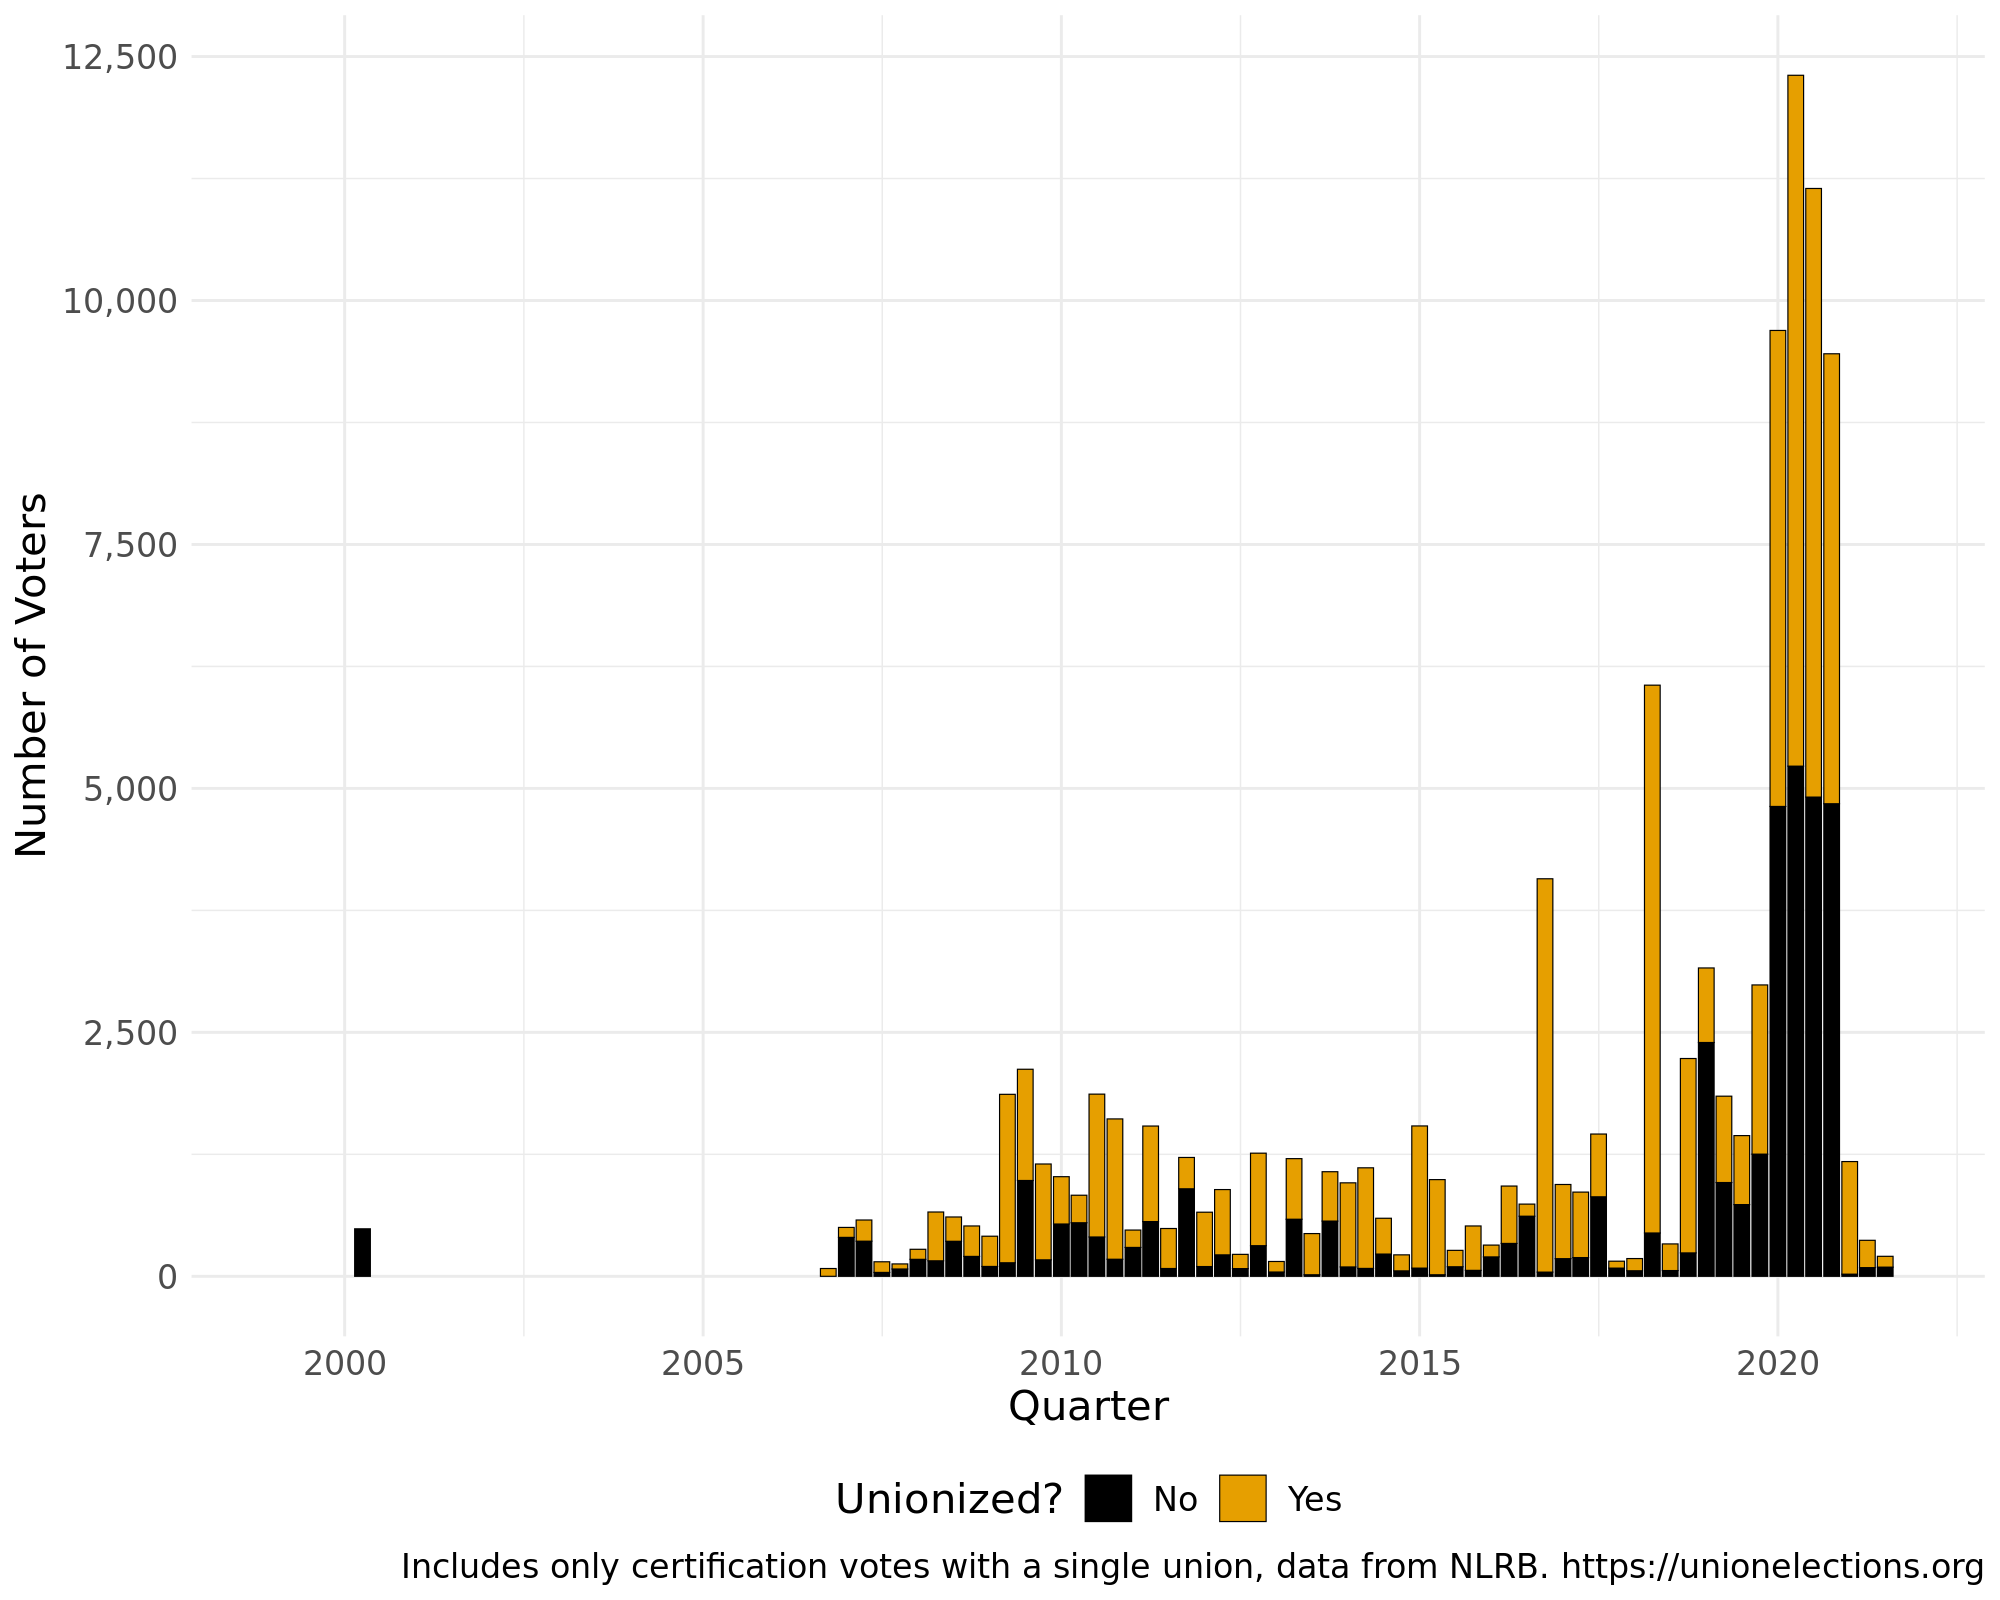 12,500
10,000
7,500
5,000
2,500
0
Number of Voters
2000 2005 2010 2015 2020
Quarter
Unionized? No Yes
Includes only certification votes with a single union, data from NLRB. https://unionelections.org